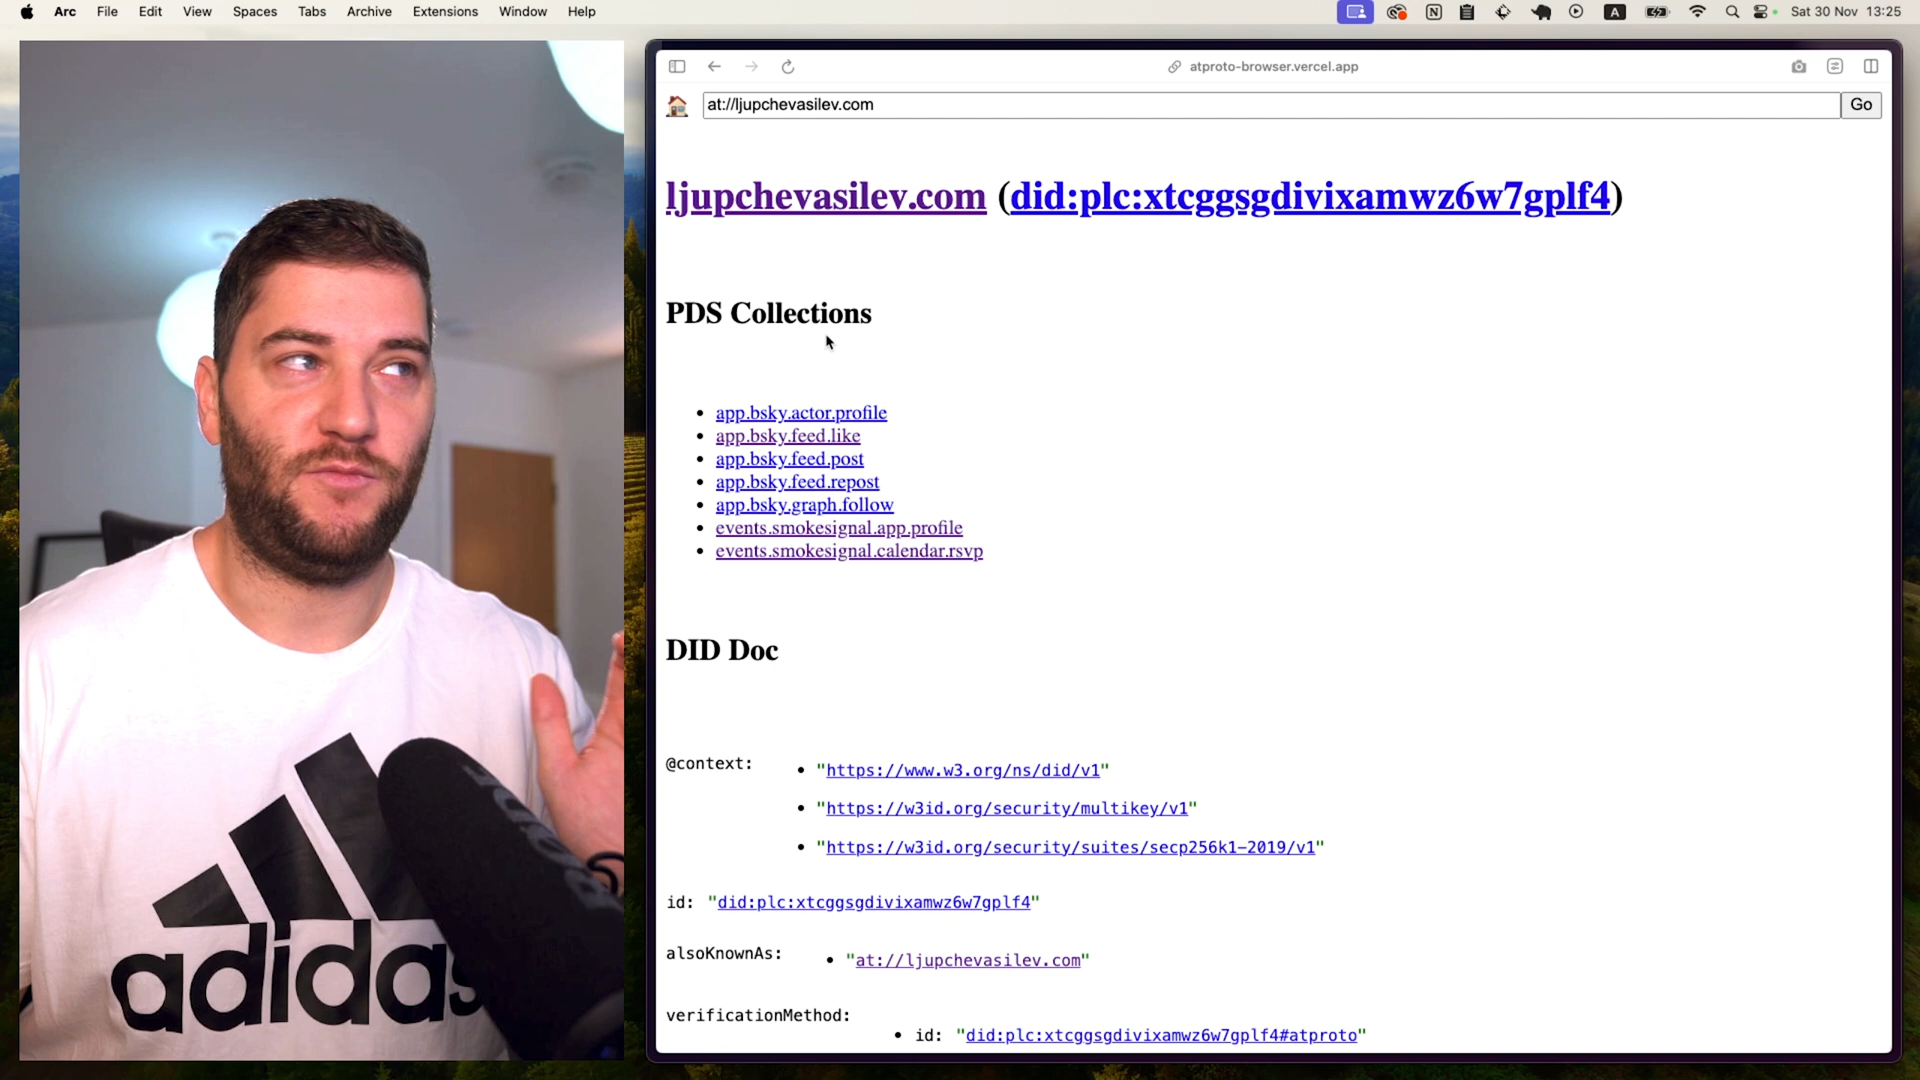 Arc File Edit View Spaces Tabs Archive Extensions Window Help
A
Sat 30 Nov 13:25
atproto-browser.vercel.app
at://ljupchevasilev.com
Go
ljupchevasilev.com (did:plc:xtcggsgdivixamwz6w7gplf4)
PDS Collections
app.bsky.actor.profile
app.bsky.feed.like
app.bsky.feed.post
app.bsky.feed.repost
app.bsky.graph.follow
events.smokesignal.app.profile
events.smokesignal.calendar.rsvp
DID Doc
@context:
"https://www.w3.org/ns/did/v1"
"https://w3id.org/security/multikey/v1"
"https://w3id.org/security/suites/secp256k1-2019/v1"
id: "did:plc:xtcggsgdivixamwz6w7gplf4"
alsoKnownAs:
"at://ljupchevasilev.com"
verificationMethod:
id: "did:plc:xtcggsgdivixamwz6w7gplf4#atproto"
adidas